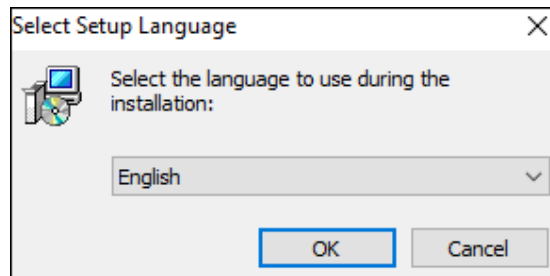 Select Setup Language
Select the language to use during the
installation:
English
OK
Cancel